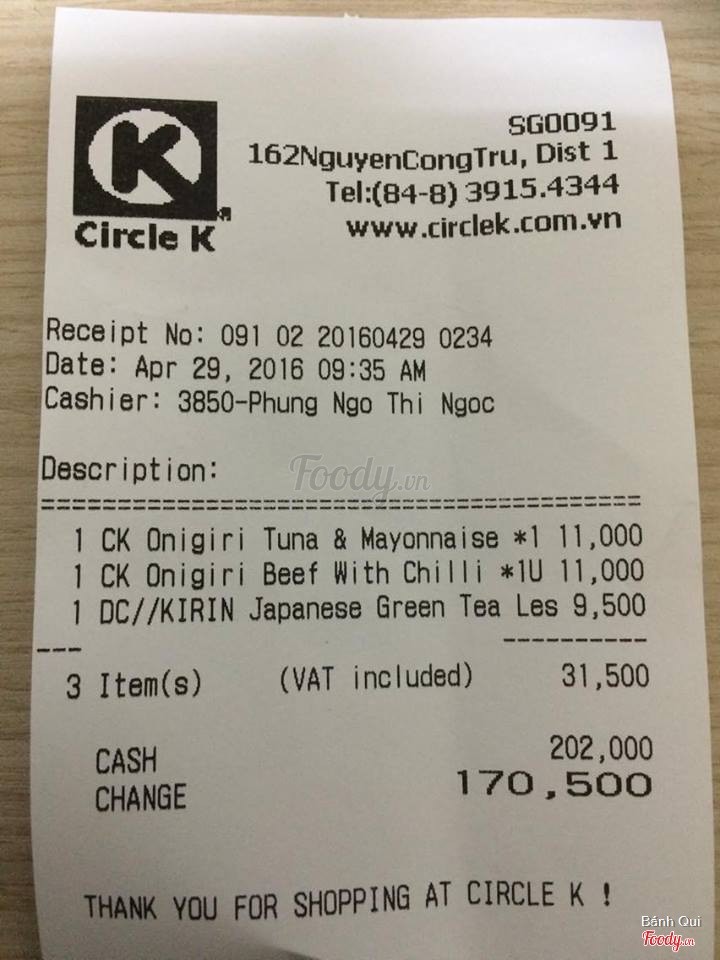 K
Circle K
SG0091
162NguyenCongTru, Dist 1
Tel:(84-8) 3915.4344
www.circlek.com.vn
Receipt No: 091 02 20160429 0234
Date: Apr 29, 2016 09:35 AM
Cashier: 3850-Phung Ngo Thi Ngoc
Description:
Foody.vn
==================================================
1 CK Onigiri Tuna & Mayonnaise *1 11,000
1 CK Onigiri Beef With Chilli *1U 11,000
1 DC//KIRIN Japanese Green Tea Les 9,500
--- ----------
3 Item(s) (VAT included) 31,500
CASH 202,000
CHANGE 170,500
THANK YOU FOR SHOPPING AT CIRCLE K !
Bánh Qui
Foody.vn